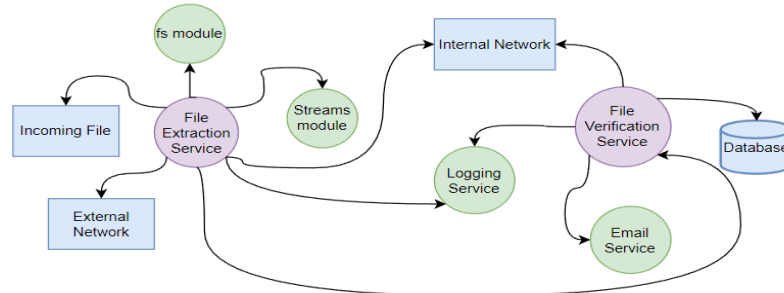 fs module
Internal Network
Incoming File
File
Extraction
Service
Streams
module
File
Verification
Service
Database
Logging
Service
External
Network
Email
Service